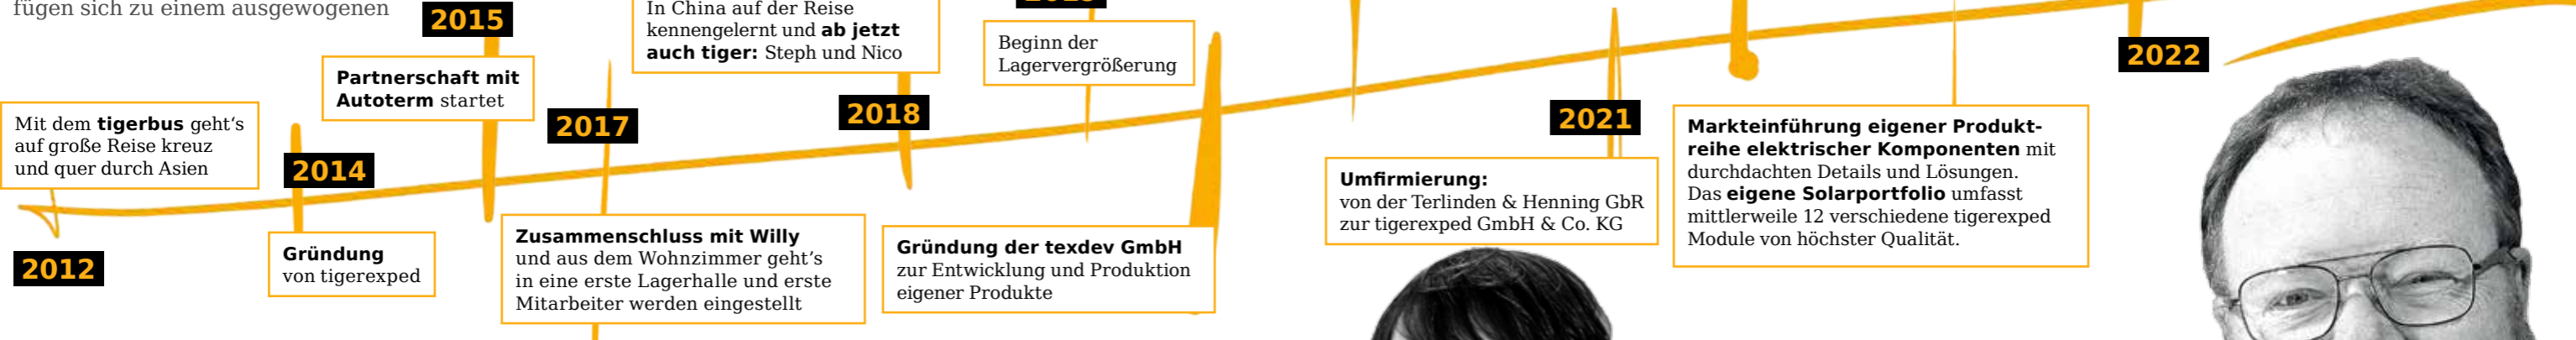 fügen sich zu einem ausgewogenen
Mit dem tigerbus geht‘s
auf große Reise kreuz
und quer durch Asien
2012
2014
Gründung
von tigerexped
2015
Partnerschaft mit
Autoterm startet
2017
Zusammenschluss mit Willy
und aus dem Wohnzimmer geht’s
in eine erste Lagerhalle und erste
Mitarbeiter werden eingestellt
In China auf der Reise
kennengelernt und ab jetzt
auch tiger: Steph und Nico
2018
Beginn der
Lagervergrößerung
Gründung der texdev GmbH
zur Entwicklung und Produktion
eigener Produkte
2021
Umfirmierung:
von der Terlinden & Henning GbR
zur tigerexped GmbH & Co. KG
Markteinführung eigener Produkt-
reihe elektrischer Komponenten mit
durchdachten Details und Lösungen.
Das eigene Solarportfolio umfasst
mittlerweile 12 verschiedene tigerexped
Module von höchster Qualität.
2022